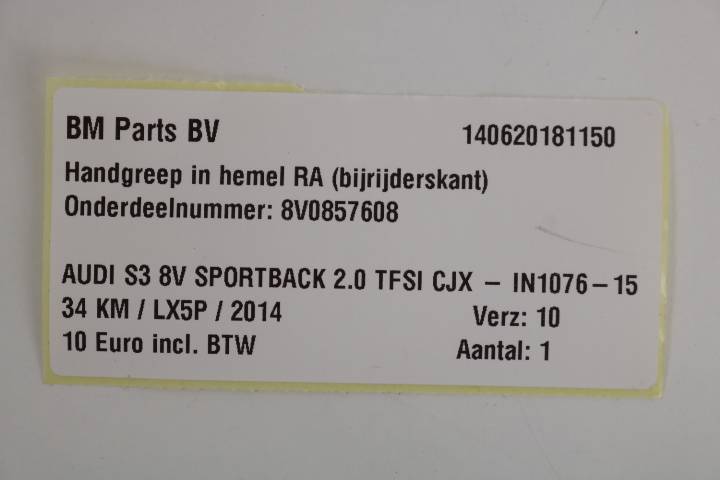 BM Parts BV 140620181150
Handgreep in hemel RA (bijrijderskant)
Onderdeelnummer: 8V0857608
AUDI S3 8V SPORTBACK 2.0 TFSI CJX – IN1076–15
34 KM / LX5P / 2014 Verz: 10
10 Euro incl. BTW Aantal: 1